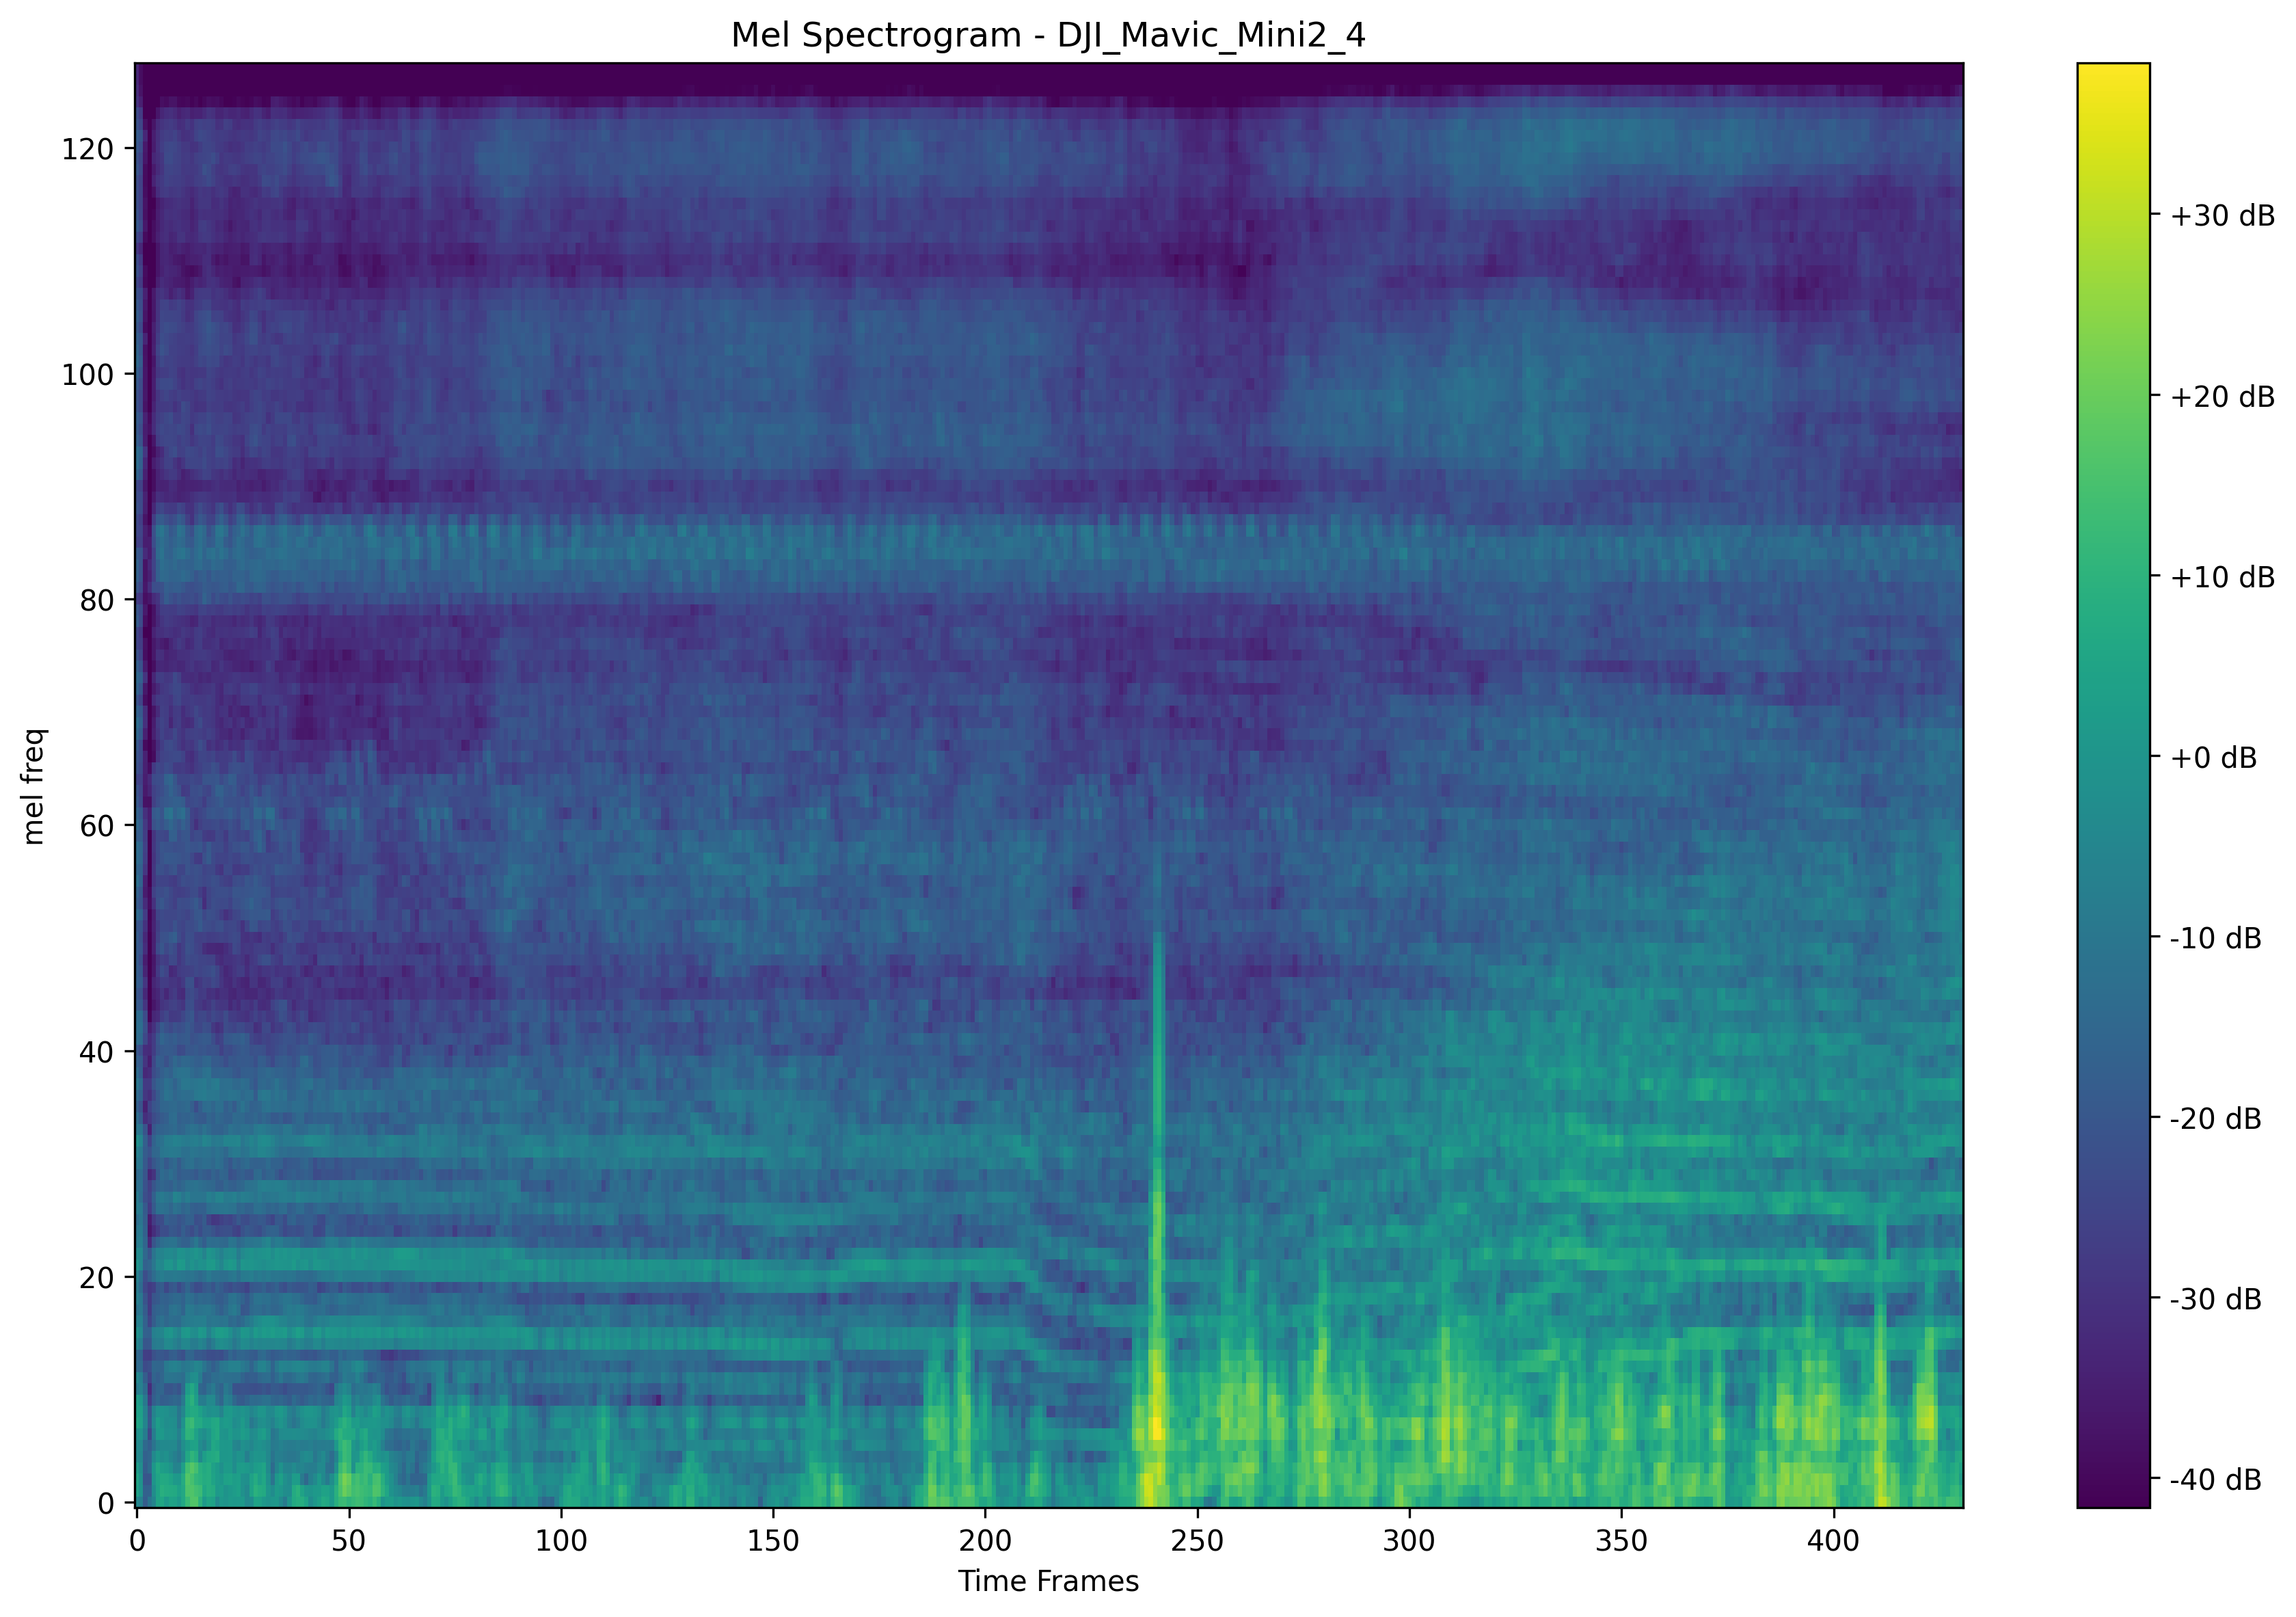 Mel Spectrogram - DJI_Mavic_Mini2_4
mel freq
120
100
80
60
40
20
0
0 50 100 150 200 250 300 350 400
Time Frames
+30 dB
+20 dB
+10 dB
+0 dB
-10 dB
-20 dB
-30 dB
-40 dB